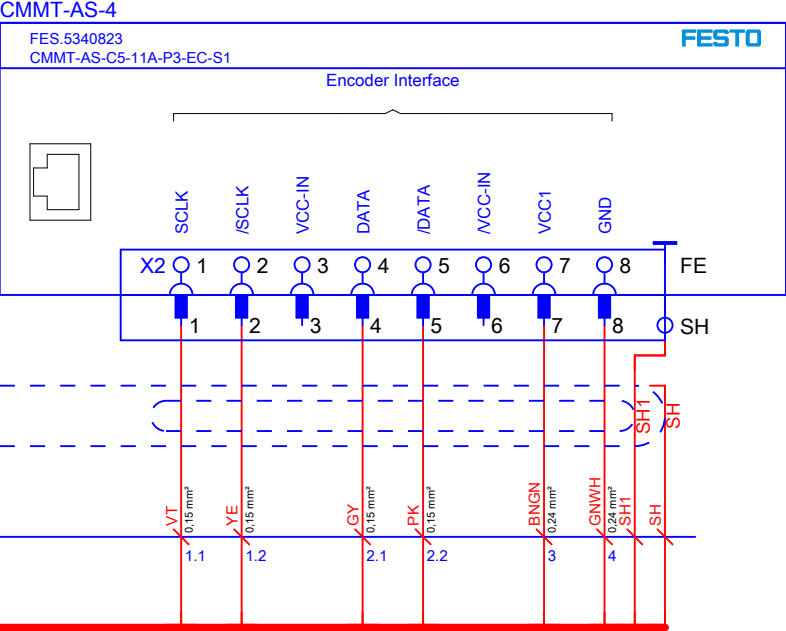 CMMT-AS-4
FES.5340823
CMMT-AS-C5-11A-P3-EC-S1
FESTO
Encoder Interface
SCLK
/SCLK
VCC-IN
DATA
/DATA
/VCC-IN
VCC1
GND
X2 1 2 3 4 5 6 7 8 FE
1 2 3 4 5 6 7 8 SH
SH1
SH
VT
0,15 mm²
YE
0,15 mm²
GY
0,15 mm²
PK
0,15 mm²
BNGN
0,24 mm²
GNWH
0,24 mm²
SH1
SH
1.1 1.2 2.1 2.2 3 4